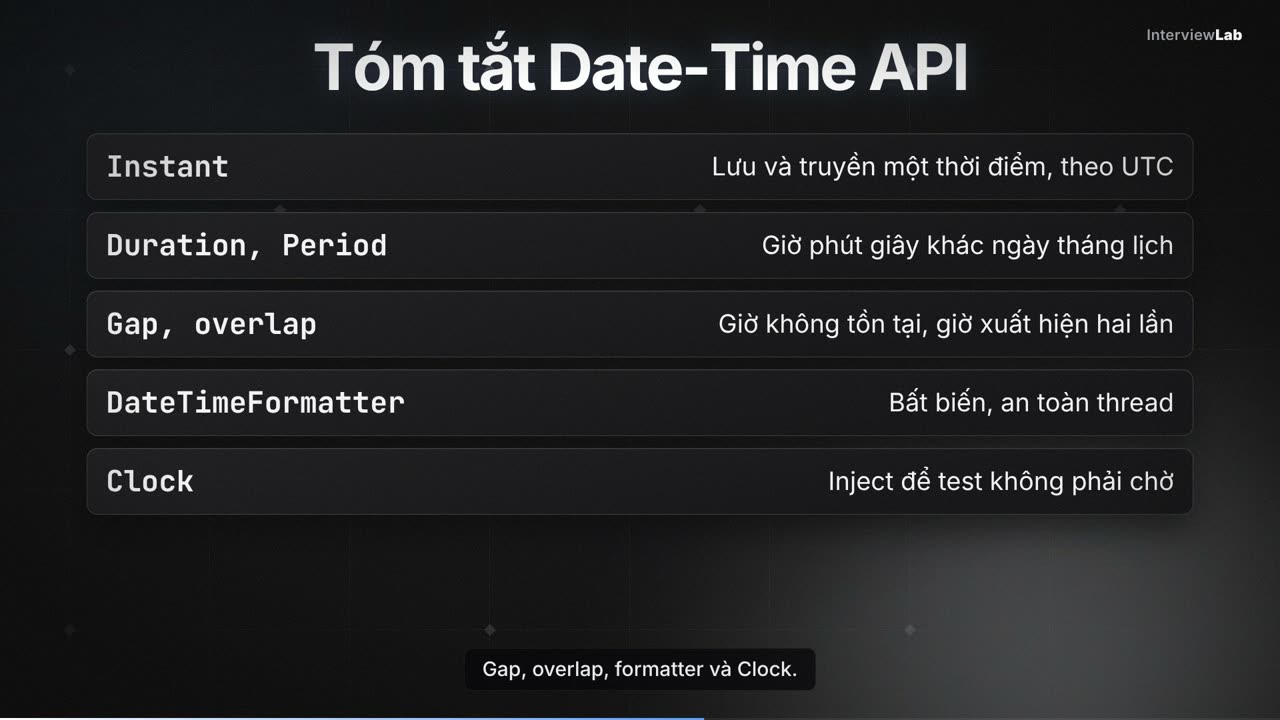 InterviewLab
Tóm tắt Date-Time API
Instant
Lưu và truyền một thời điểm, theo UTC
Duration, Period
Giờ phút giây khác ngày tháng lịch
Gap, overlap
Giờ không tồn tại, giờ xuất hiện hai lần
DateTimeFormatter
Bất biến, an toàn thread
Clock
Inject để test không phải chờ
Gap, overlap, formatter và Clock.